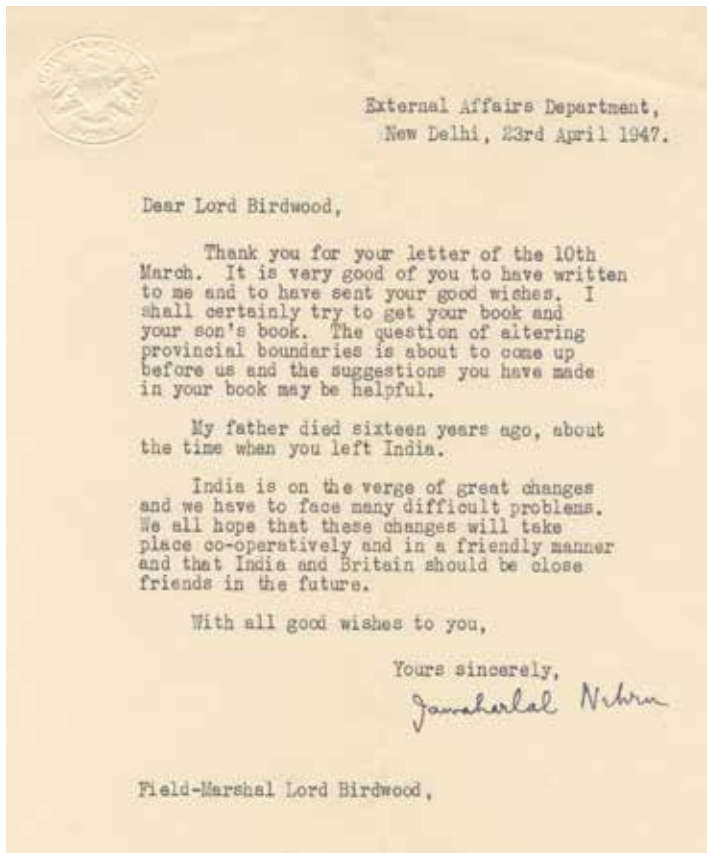 External Affairs Department,
New Delhi, 23rd April 1947.
Dear Lord Birdwood,
Thank you for your letter of the 10th
March. It is very good of you to have written
to me and to have sent your good wishes. I
shall certainly try to get your book and
your son's book. The question of altering
provincial boundaries is about to come up
before us and the suggestions you have made
in your book may be helpful.
My father died sixteen years ago, about
the time when you left India.
India is on the verge of great changes
and we have to face many difficult problems.
We all hope that these changes will take
place co-operatively and in a friendly manner
and that India and Britain should be close
friends in the future.
With all good wishes to you,
Yours sincerely,
Jawaharlal Nehru
Field-Marshal Lord Birdwood,